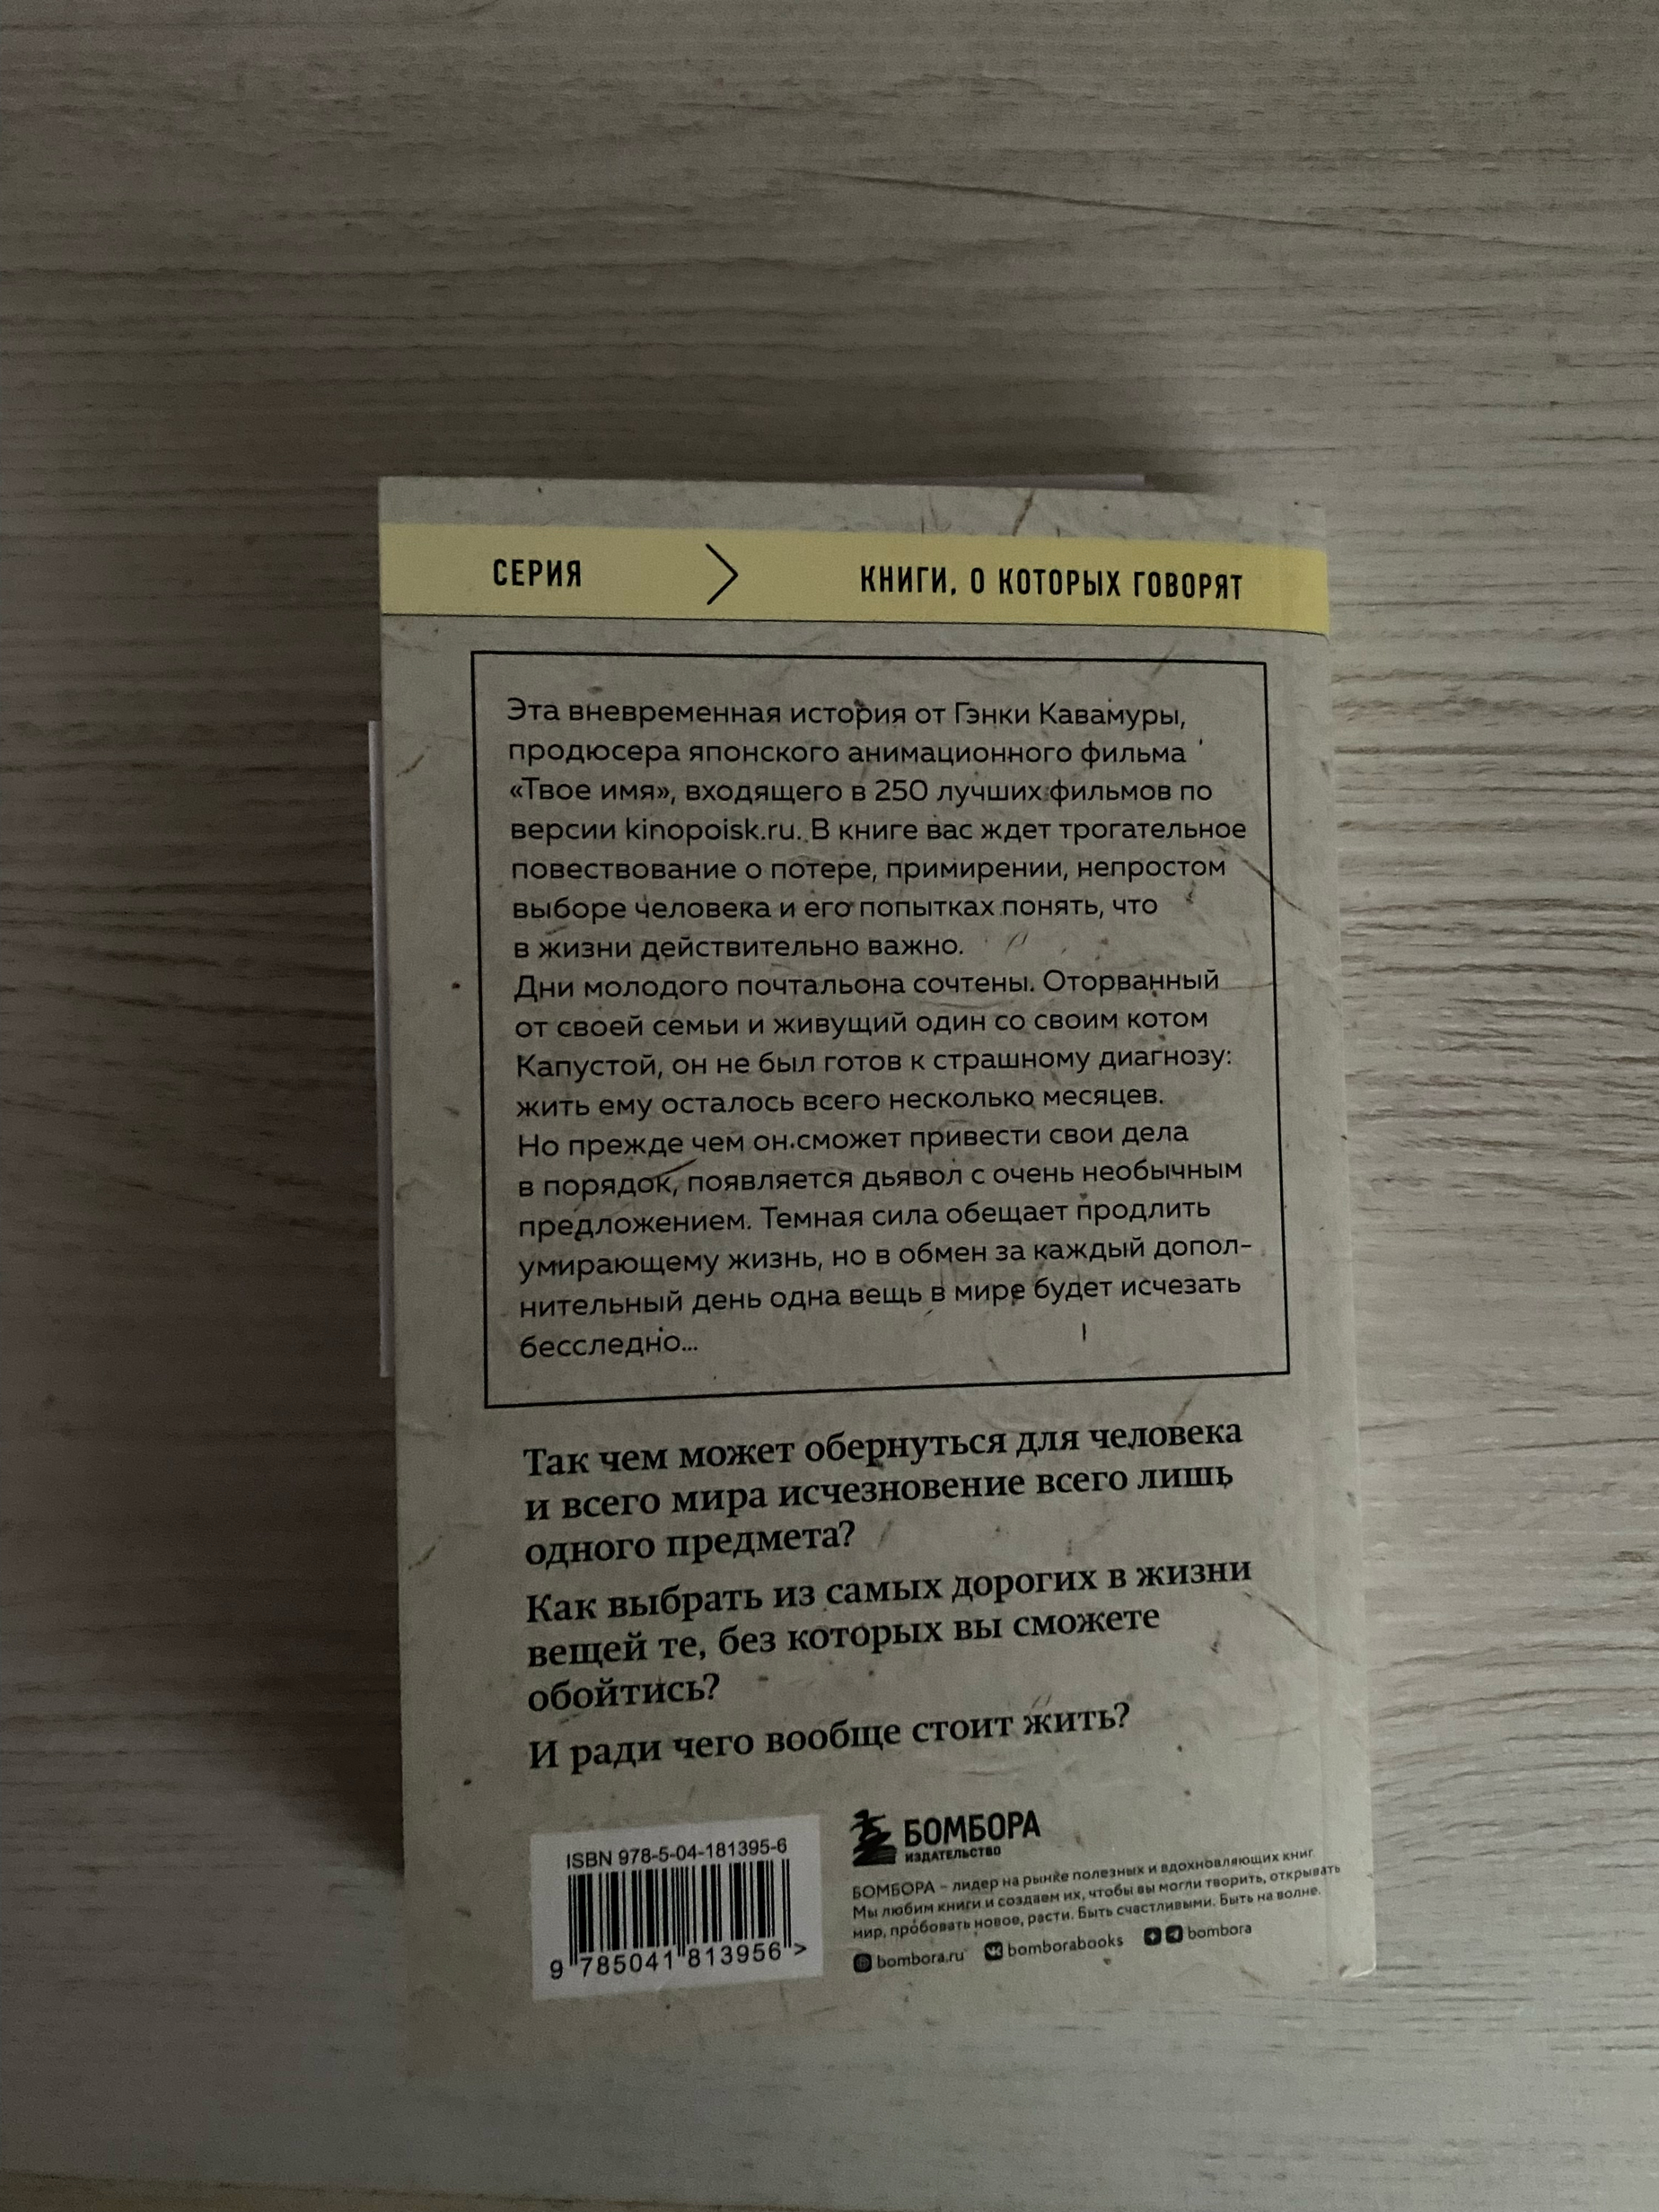 СЕРИЯ > КНИГИ, О КОТОРЫХ ГОВОРЯТ
Эта вневременная история от Гэнки Кавамуры,
продюсера японского анимационного фильма
«Твое имя», входящего в 250 лучших фильмов по
версии kinopoisk.ru. В книге вас ждет трогательное
повествование о потере, примирении, непростом
выборе человека и его попытках понять, что
в жизни действительно важно.
Дни молодого почтальона сочтены. Оторванный
от своей семьи и живущий один со своим котом
Капустой, он не был готов к страшному диагнозу:
жить ему осталось всего несколько месяцев.
Но прежде чем он сможет привести свои дела
в порядок, появляется дьявол с очень необычным
предложением. Темная сила обещает продлить
умирающему жизнь, но в обмен за каждый допол-
нительный день одна вещь в мире будет исчезать
бесследно...
Так чем может обернуться для человека
и всего мира исчезновение всего лишь
одного предмета?
Как выбрать из самых дорогих в жизни
вещей те, без которых вы сможете
обойтись?
И ради чего вообще стоит жить?
ISBN 978-5-04-181395-6
9 785041 813956 >
БОМБОРА
ИЗДАТЕЛЬСТВО
БОМБОРА – лидер на рынке полезных и вдохновляющих книг.
Мы любим книги и создаем их, чтобы вы могли творить, открывать
мир, пробовать новое, расти. Быть счастливыми. Быть на волне.
bombora.ru bomborabooks bombora